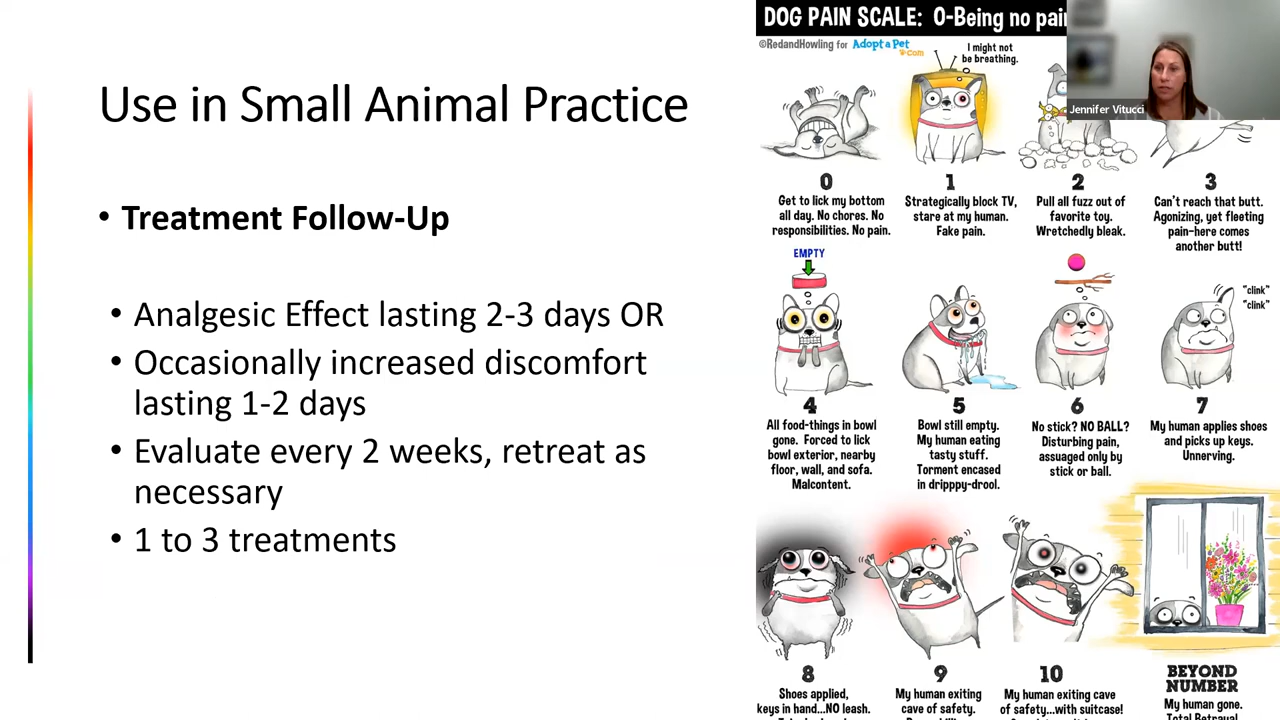 Use in Small Animal Practice
• Treatment Follow-Up
• Analgesic Effect lasting 2-3 days OR
• Occasionally increased discomfort
lasting 1-2 days
• Evaluate every 2 weeks, retreat as
necessary
• 1 to 3 treatments
DOG PAIN SCALE: 0-Being no pain
©RedandHowling for Adopt a Pet
.com
I might not
be breathing.
Jennifer Vitucci
0
Get to lick my bottom
all day. No chores. No
responsibilities. No pain.
1
Strategically block TV,
stare at my human.
Fake pain.
2
Pull all fuzz out of
favorite toy.
Wretchedly bleak.
3
Can't reach that butt.
Agonizing, yet fleeting
pain-here comes
another butt!
EMPTY
4
All food-things in bowl
gone. Forced to lick
bowl exterior, nearby
floor, wall, and sofa.
Malcontent.
5
Bowl still empty.
My human eating
tasty stuff.
Torment encased
in dripppy-drool.
6
No stick? NO BALL?
Disturbing pain,
assuaged only by
stick or ball.
"clink"
"clink"
7
My human applies shoes
and picks up keys.
Unnerving.
8
Shoes applied,
keys in hand...NO leash.
9
My human exiting
cave of safety.
10
My human exiting cave
of safety...with suitcase!
BEYOND
NUMBER
My human gone.
Total Betrayal